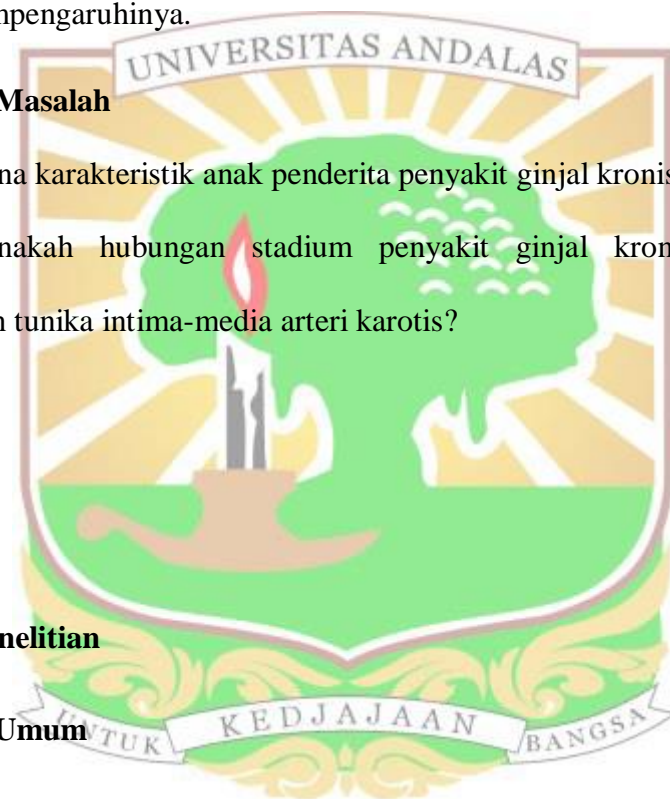 mpengaruhinya.
UNIVERSITAS ANDALAS
Masalah
na karakteristik anak penderita penyakit ginjal kronis
nakah hubungan stadium penyakit ginjal kron
n tunika intima-media arteri karotis?
nelitian
Umum
UNTUK KEDJAJAAN BANGSA